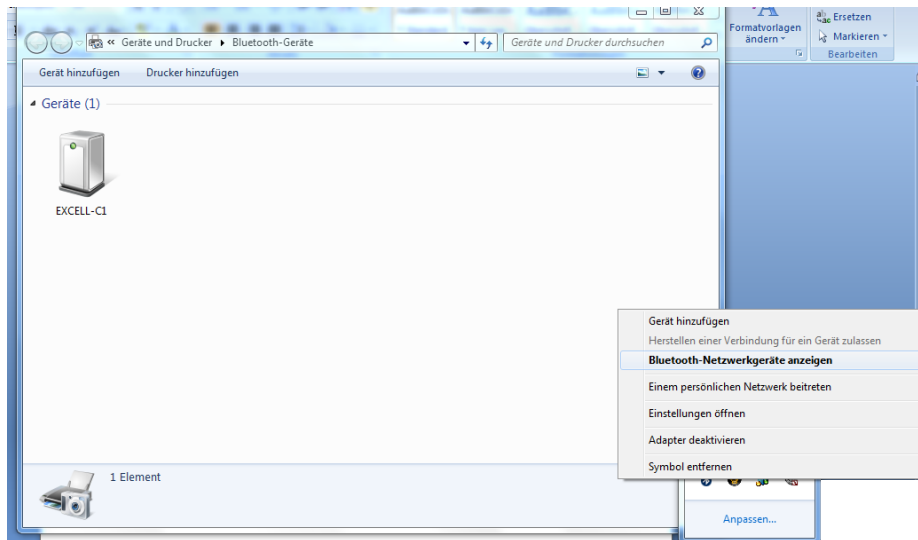 Formatvorlagen
ändern
Ersetzen
Markieren
Bearbeiten
« Geräte und Drucker Bluetooth-Geräte
Geräte und Drucker durchsuchen
Gerät hinzufügen Drucker hinzufügen
Geräte (1)
EXCELL-C1
Gerät hinzufügen
Herstellen einer Verbindung für ein Gerät zulassen
Bluetooth-Netzwerkgeräte anzeigen
Einem persönlichen Netzwerk beitreten
Einstellungen öffnen
Adapter deaktivieren
Symbol entfernen
1 Element
Anpassen...